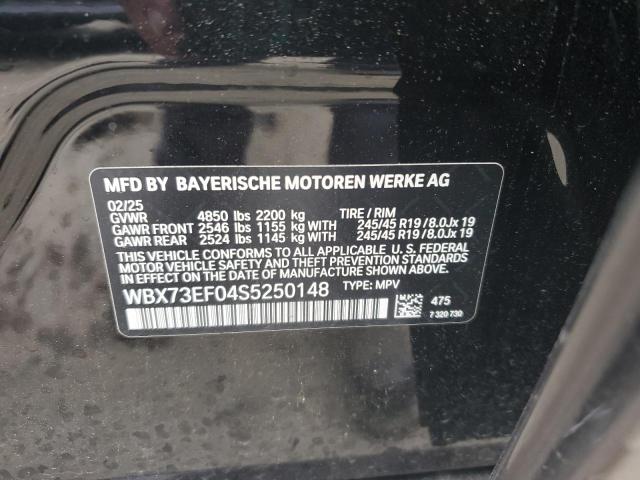 MFD BY BAYERISCHE MOTOREN WERKE AG
02/25
GVWR 4850 lbs 2200 kg TIRE / RIM
GAWR FRONT 2546 lbs 1155 kg WITH 245/45 R19 / 8.0Jx 19
GAWR REAR 2524 lbs 1145 kg WITH 245/45 R19 / 8.0Jx 19
THIS VEHICLE CONFORMS TO ALL APPLICABLE U. S. FEDERAL
MOTOR VEHICLE SAFETY AND THEFT PREVENTION STANDARDS
IN EFFECT ON THE DATE OF MANUFACTURE SHOWN ABOVE.
WBX73EF04S5250148 TYPE: MPV
475
7 320 730